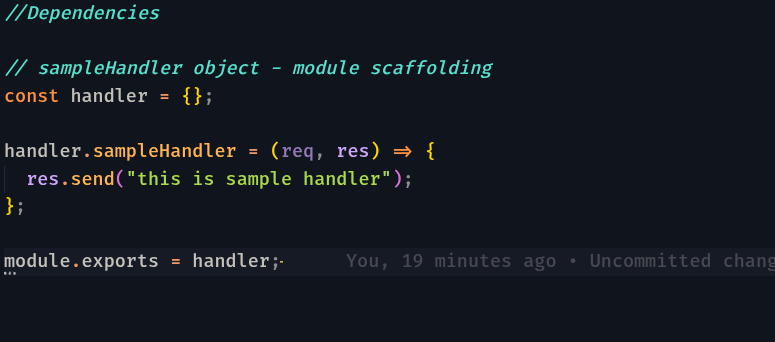 //Dependencies
// sampleHandler object - module scaffolding
const handler = {};
handler.sampleHandler = (req, res) => {
res.send("this is sample handler");
};
module.exports = handler;
You, 19 minutes ago • Uncommitted